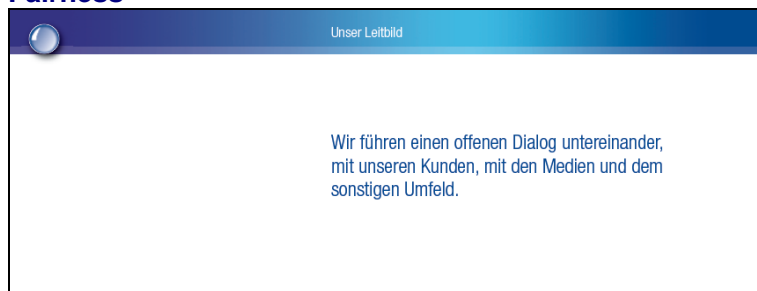 Fairness
Unser Leitbild
Wir führen einen offenen Dialog untereinander,
mit unseren Kunden, mit den Medien und dem
sonstigen Umfeld.